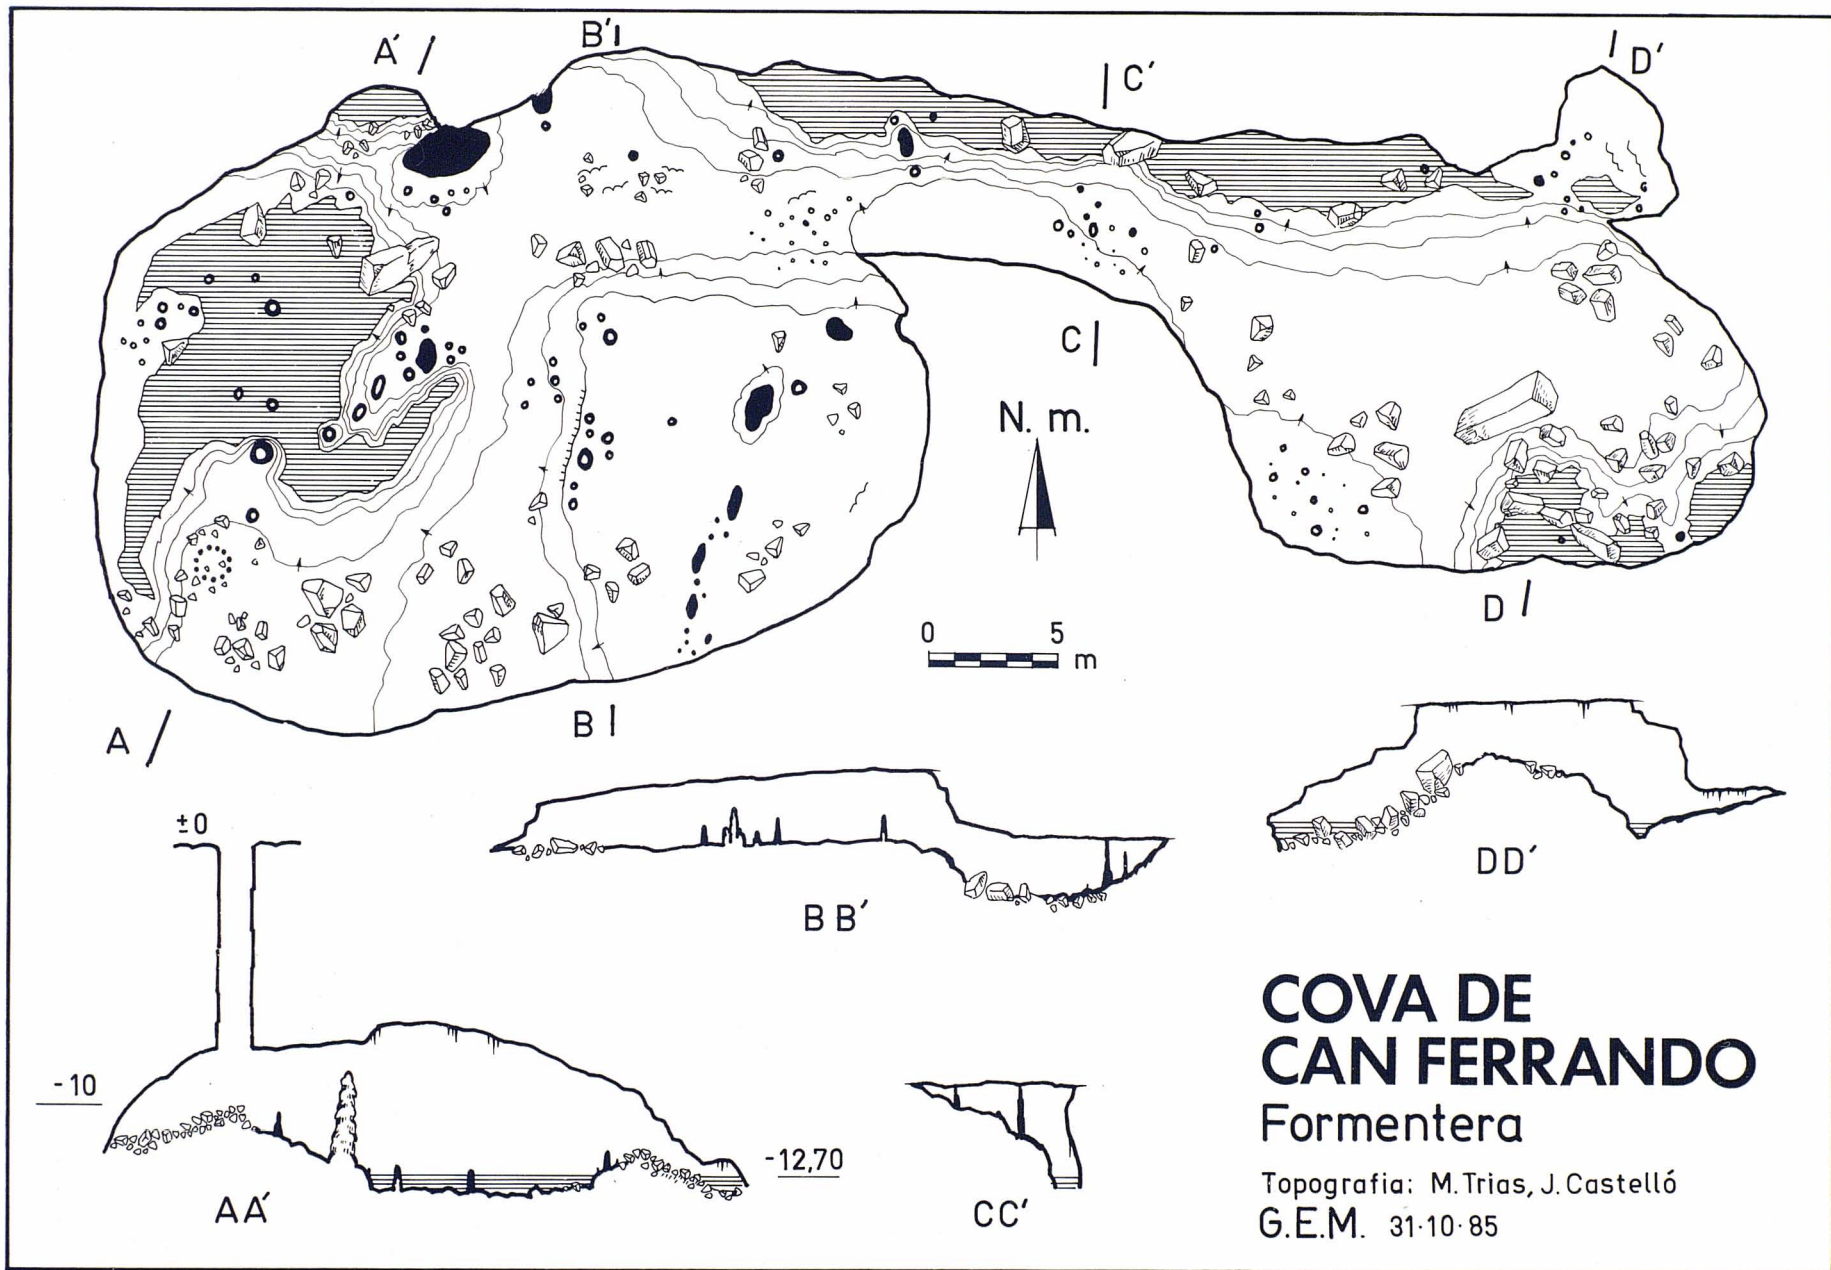 A'
B'
C'
D'
C
N. m.
0 5
m
D
A
B
±0
BB'
DD'
-10
-12,70
AA'
CC'
COVA DE
CAN FERRANDO
Formentera
Topografia: M. Trias, J. Castelló
G.E.M. 31·10·85